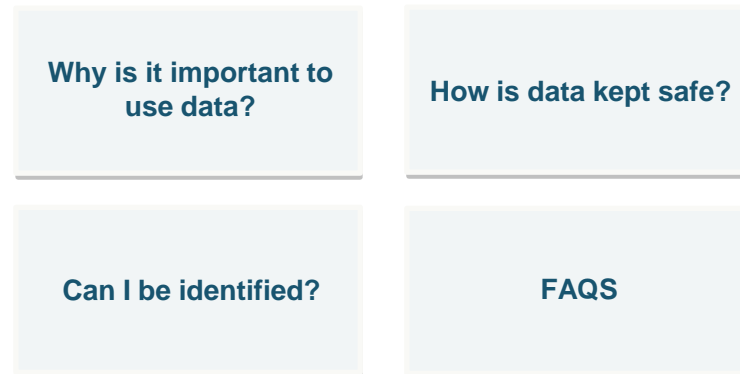 Why is it important to
use data?
How is data kept safe?
Can I be identified?
FAQS